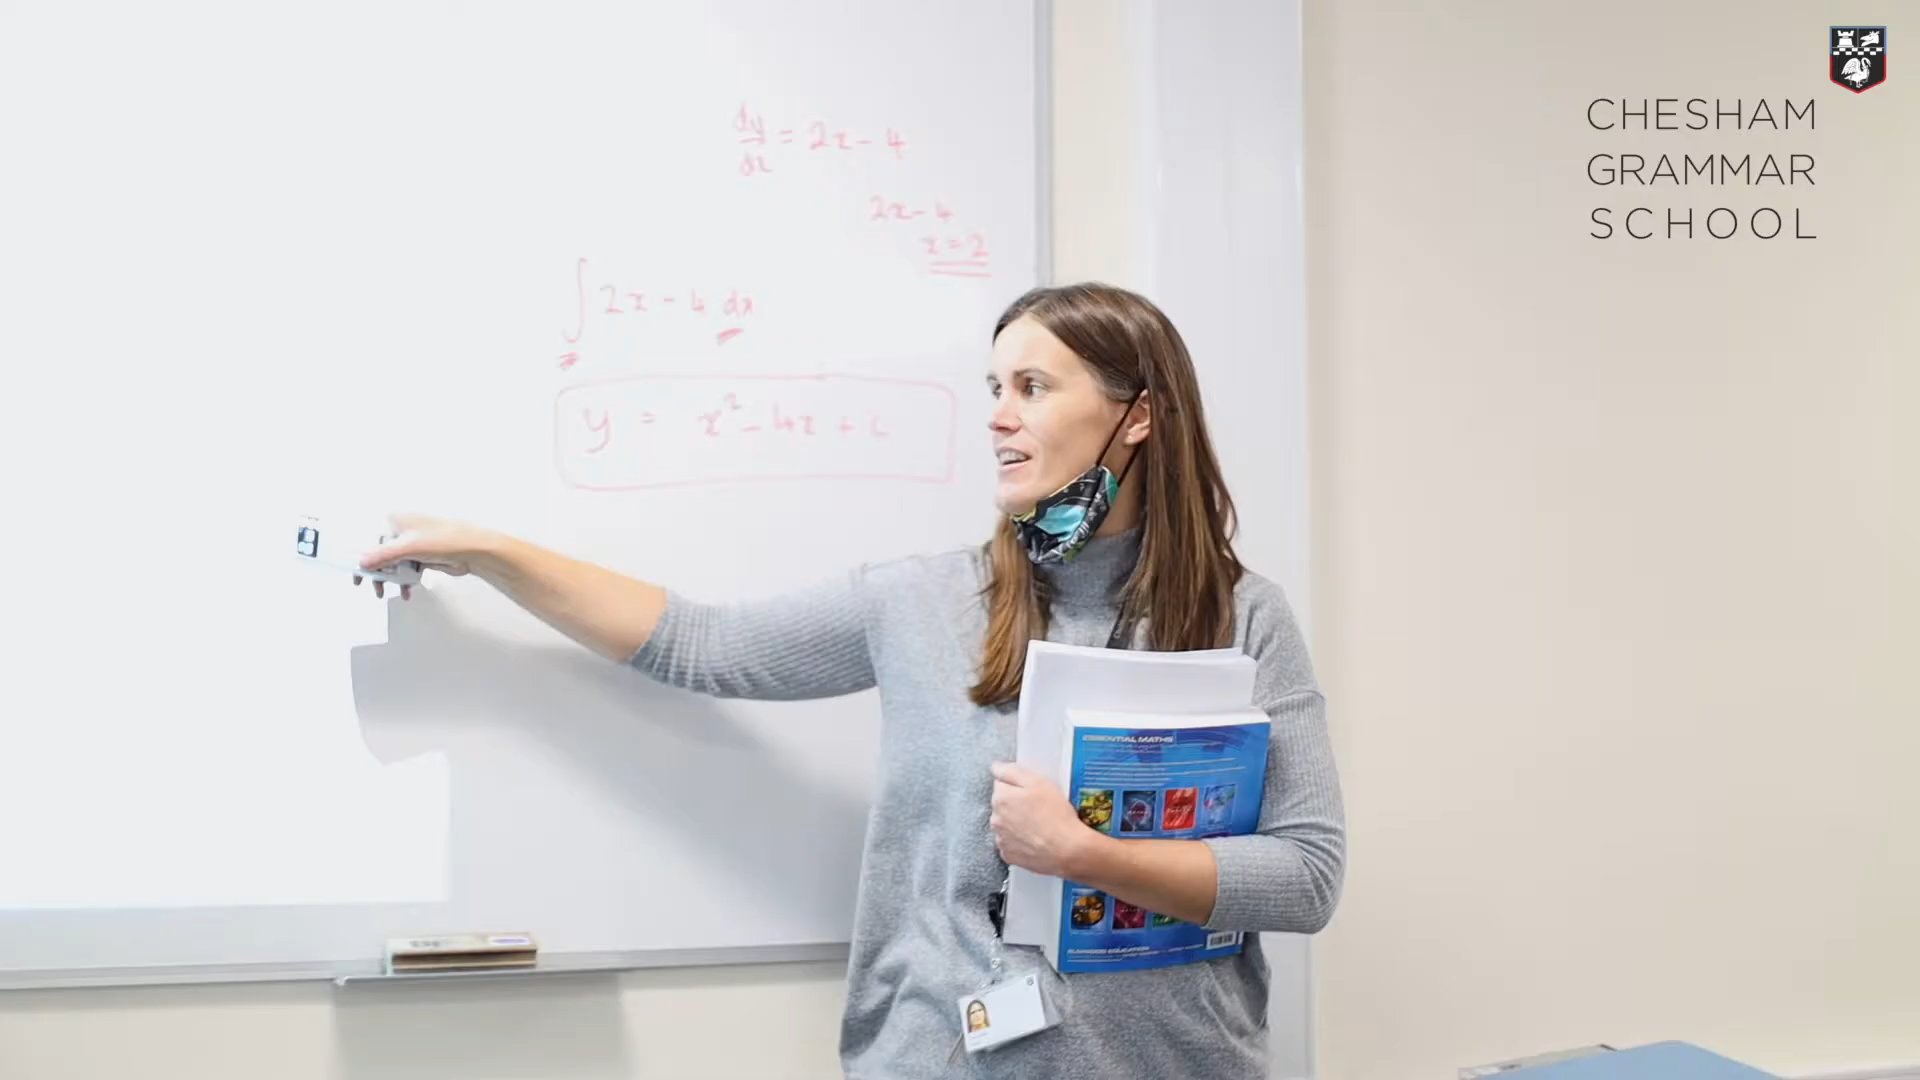 CHESHAM
GRAMMAR
SCHOOL
dy/dx = 2x - 4
2x - 4
x = 2
∫ 2x - 4 dx
y = x² - 4x + c
ESSENTIAL MATHS